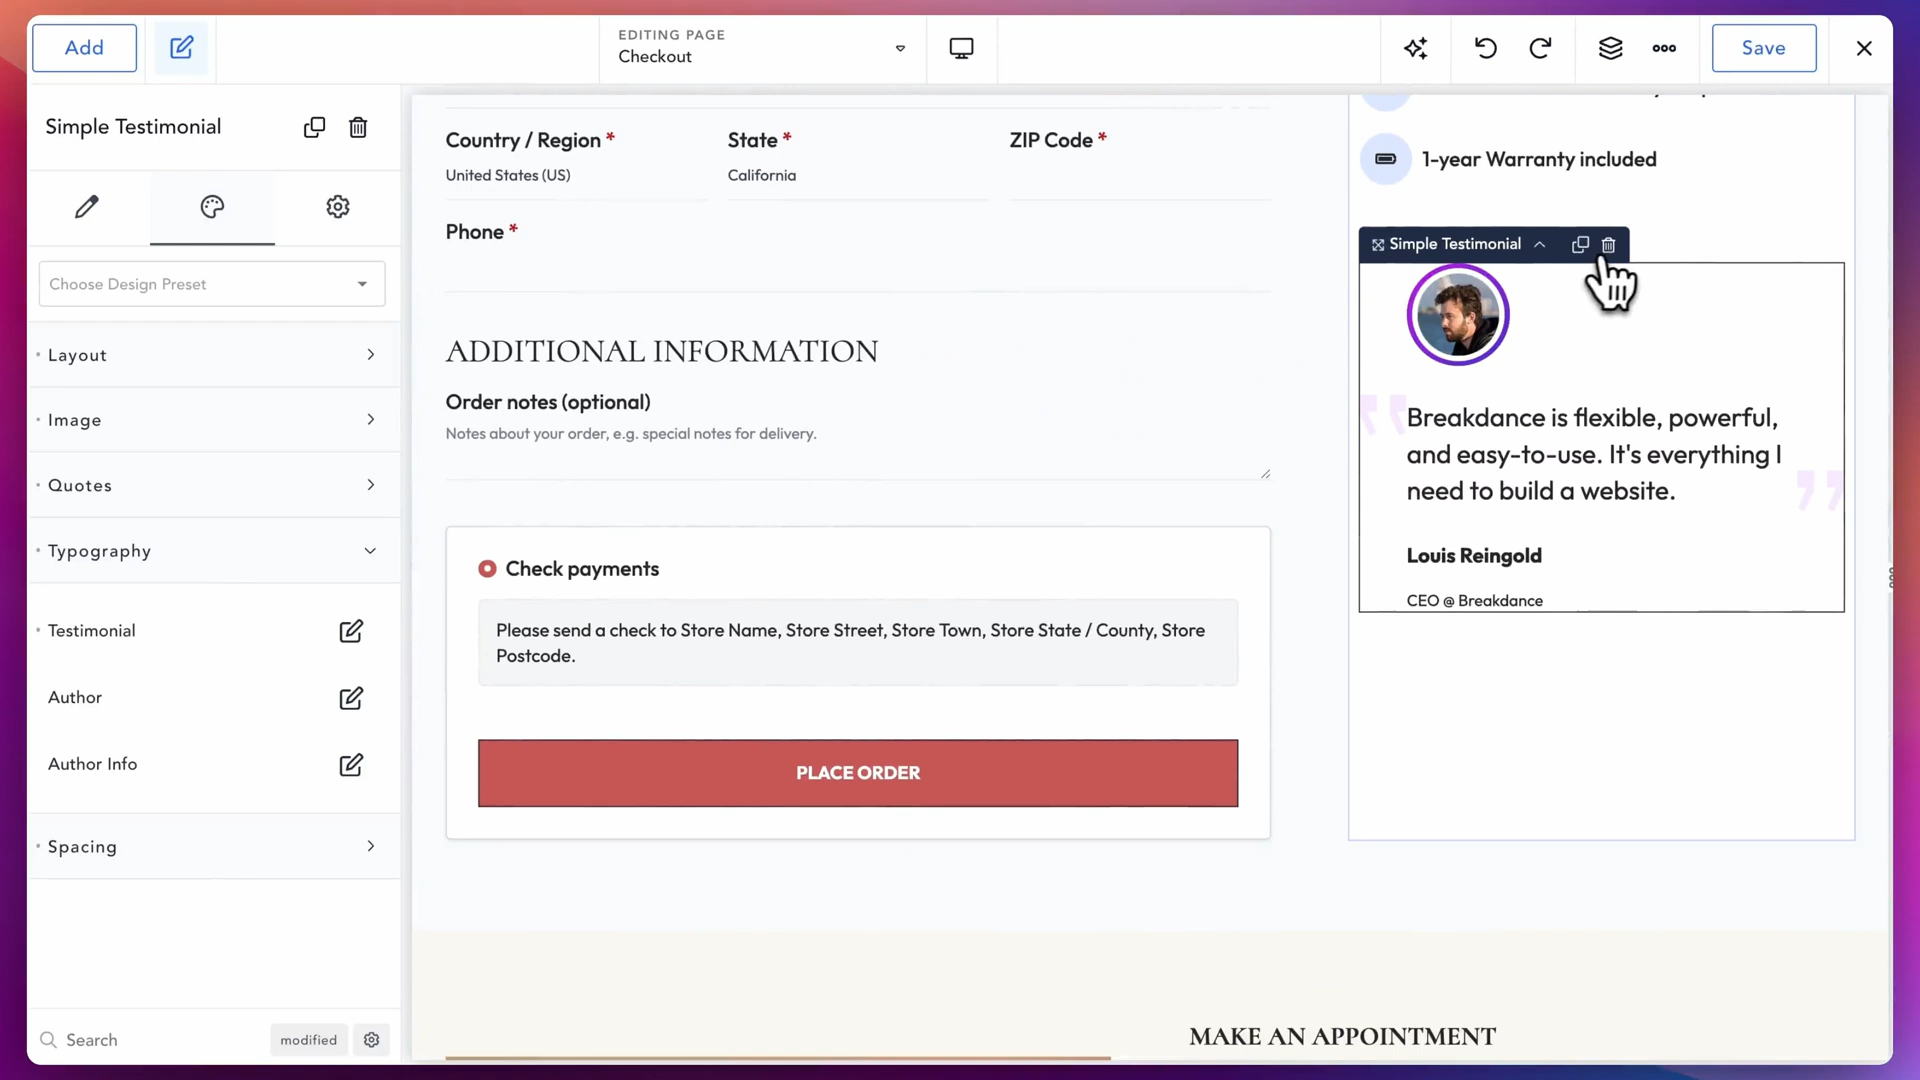 Add
EDITING PAGE
Checkout
Save
Simple Testimonial
Choose Design Preset
Layout
Image
Quotes
Typography
Testimonial
Author
Author Info
Spacing
Search
modified
Country / Region *
State *
ZIP Code *
United States (US)
California
Phone *
ADDITIONAL INFORMATION
Order notes (optional)
Notes about your order, e.g. special notes for delivery.
Check payments
Please send a check to Store Name, Store Street, Store Town, Store State / County, Store
Postcode.
PLACE ORDER
1-year Warranty included
Simple Testimonial
Breakdance is flexible, powerful,
and easy-to-use. It's everything I
need to build a website.
Louis Reingold
CEO @ Breakdance
MAKE AN APPOINTMENT